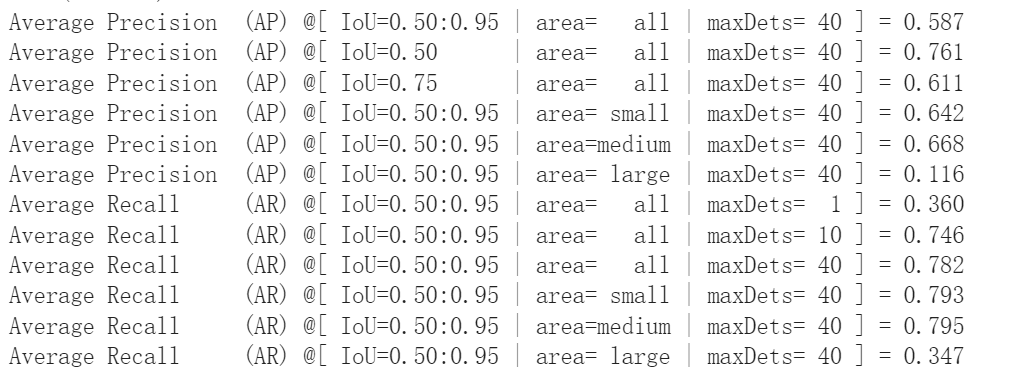 Average Precision  (AP) @[ IoU=0.50:0.95 | area=   all | maxDets= 40 ] = 0.587
Average Precision  (AP) @[ IoU=0.50      | area=   all | maxDets= 40 ] = 0.761
Average Precision  (AP) @[ IoU=0.75      | area=   all | maxDets= 40 ] = 0.611
Average Precision  (AP) @[ IoU=0.50:0.95 | area= small | maxDets= 40 ] = 0.642
Average Precision  (AP) @[ IoU=0.50:0.95 | area=medium | maxDets= 40 ] = 0.668
Average Precision  (AP) @[ IoU=0.50:0.95 | area= large | maxDets= 40 ] = 0.116
Average Recall     (AR) @[ IoU=0.50:0.95 | area=   all | maxDets=  1 ] = 0.360
Average Recall     (AR) @[ IoU=0.50:0.95 | area=   all | maxDets= 10 ] = 0.746
Average Recall     (AR) @[ IoU=0.50:0.95 | area=   all | maxDets= 40 ] = 0.782
Average Recall     (AR) @[ IoU=0.50:0.95 | area= small | maxDets= 40 ] = 0.793
Average Recall     (AR) @[ IoU=0.50:0.95 | area=medium | maxDets= 40 ] = 0.795
Average Recall     (AR) @[ IoU=0.50:0.95 | area= large | maxDets= 40 ] = 0.347